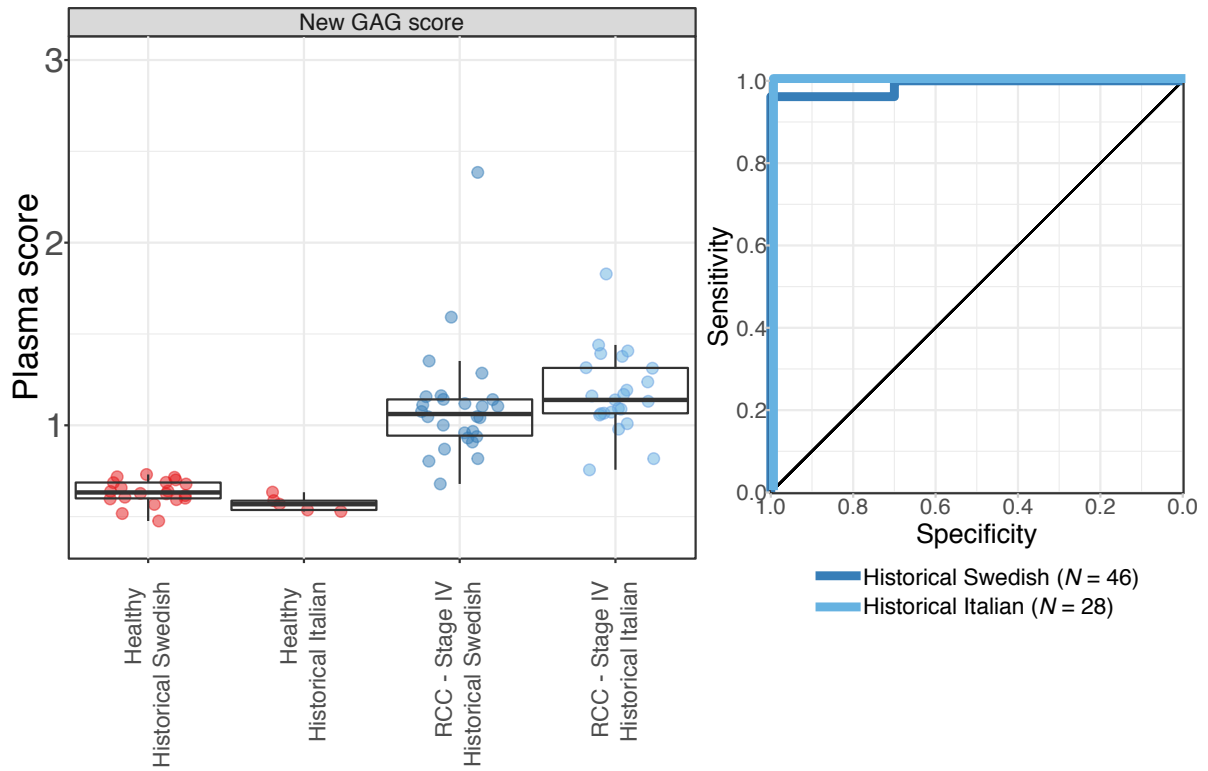 New GAG score
Plasma score
3
2
1
Healthy
Historical Swedish
Healthy
Historical Italian
RCC - Stage IV
Historical Swedish
RCC - Stage IV
Historical Italian
Sensitivity
1.0
0.8
0.6
0.4
0.2
0.0
1.0 0.8 0.6 0.4 0.2 0.0
Specificity
Historical Swedish (N = 46)
Historical Italian (N = 28)